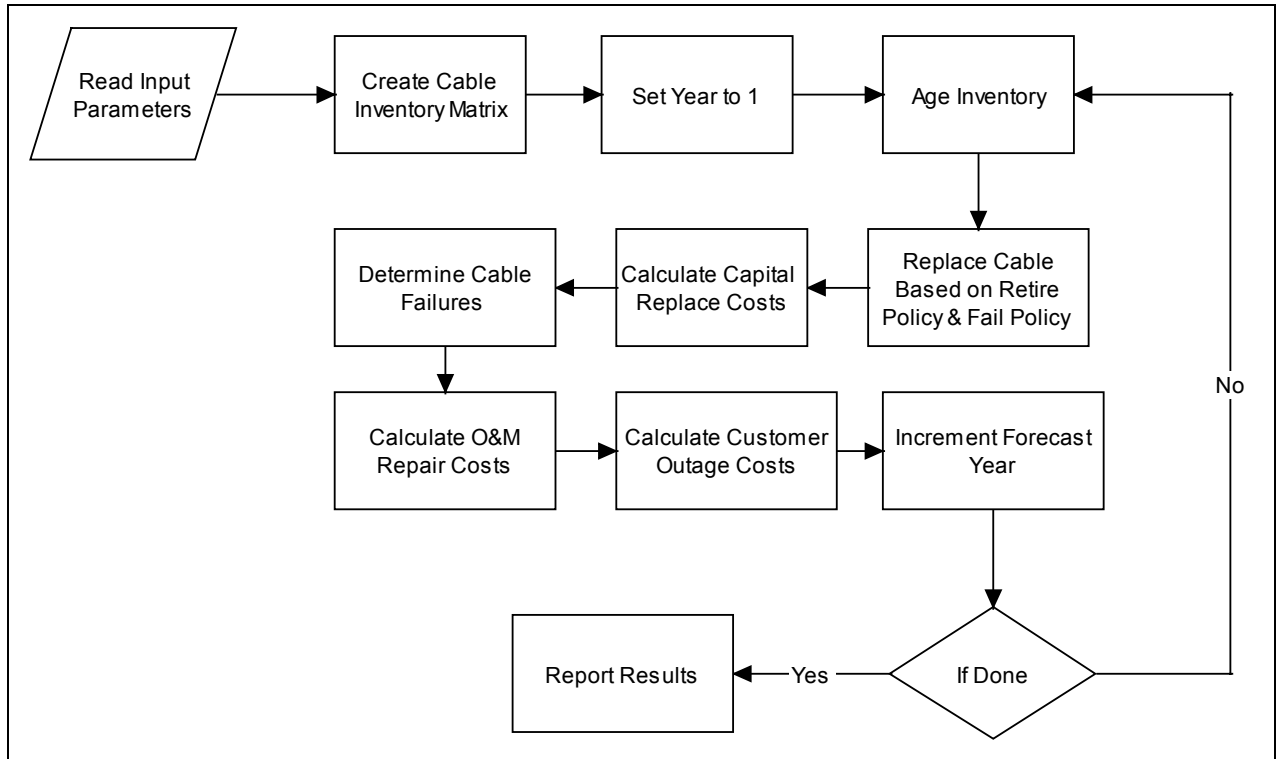 Read Input
Parameters
Create Cable
Inventory Matrix
Set Year to 1
Age Inventory
Replace Cable
Based on Retire
Policy & Fail Policy
Calculate Capital
Replace Costs
Determine Cable
Failures
Calculate O&M
Repair Costs
Calculate Customer
Outage Costs
Increment Forecast
Year
No
If Done
Yes
Report Results